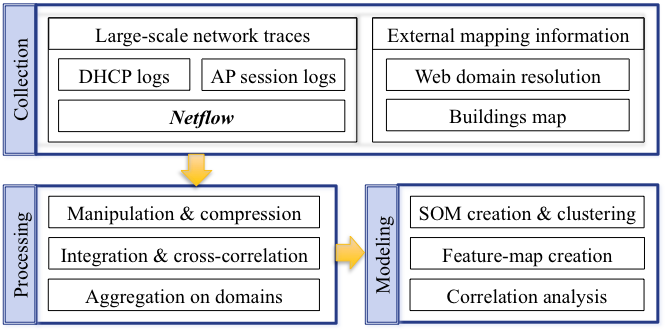 Collection
Large-scale network traces
DHCP logs
AP session logs
Netflow
External mapping information
Web domain resolution
Buildings map
Processing
Manipulation & compression
Integration & cross-correlation
Aggregation on domains
Modeling
SOM creation & clustering
Feature-map creation
Correlation analysis